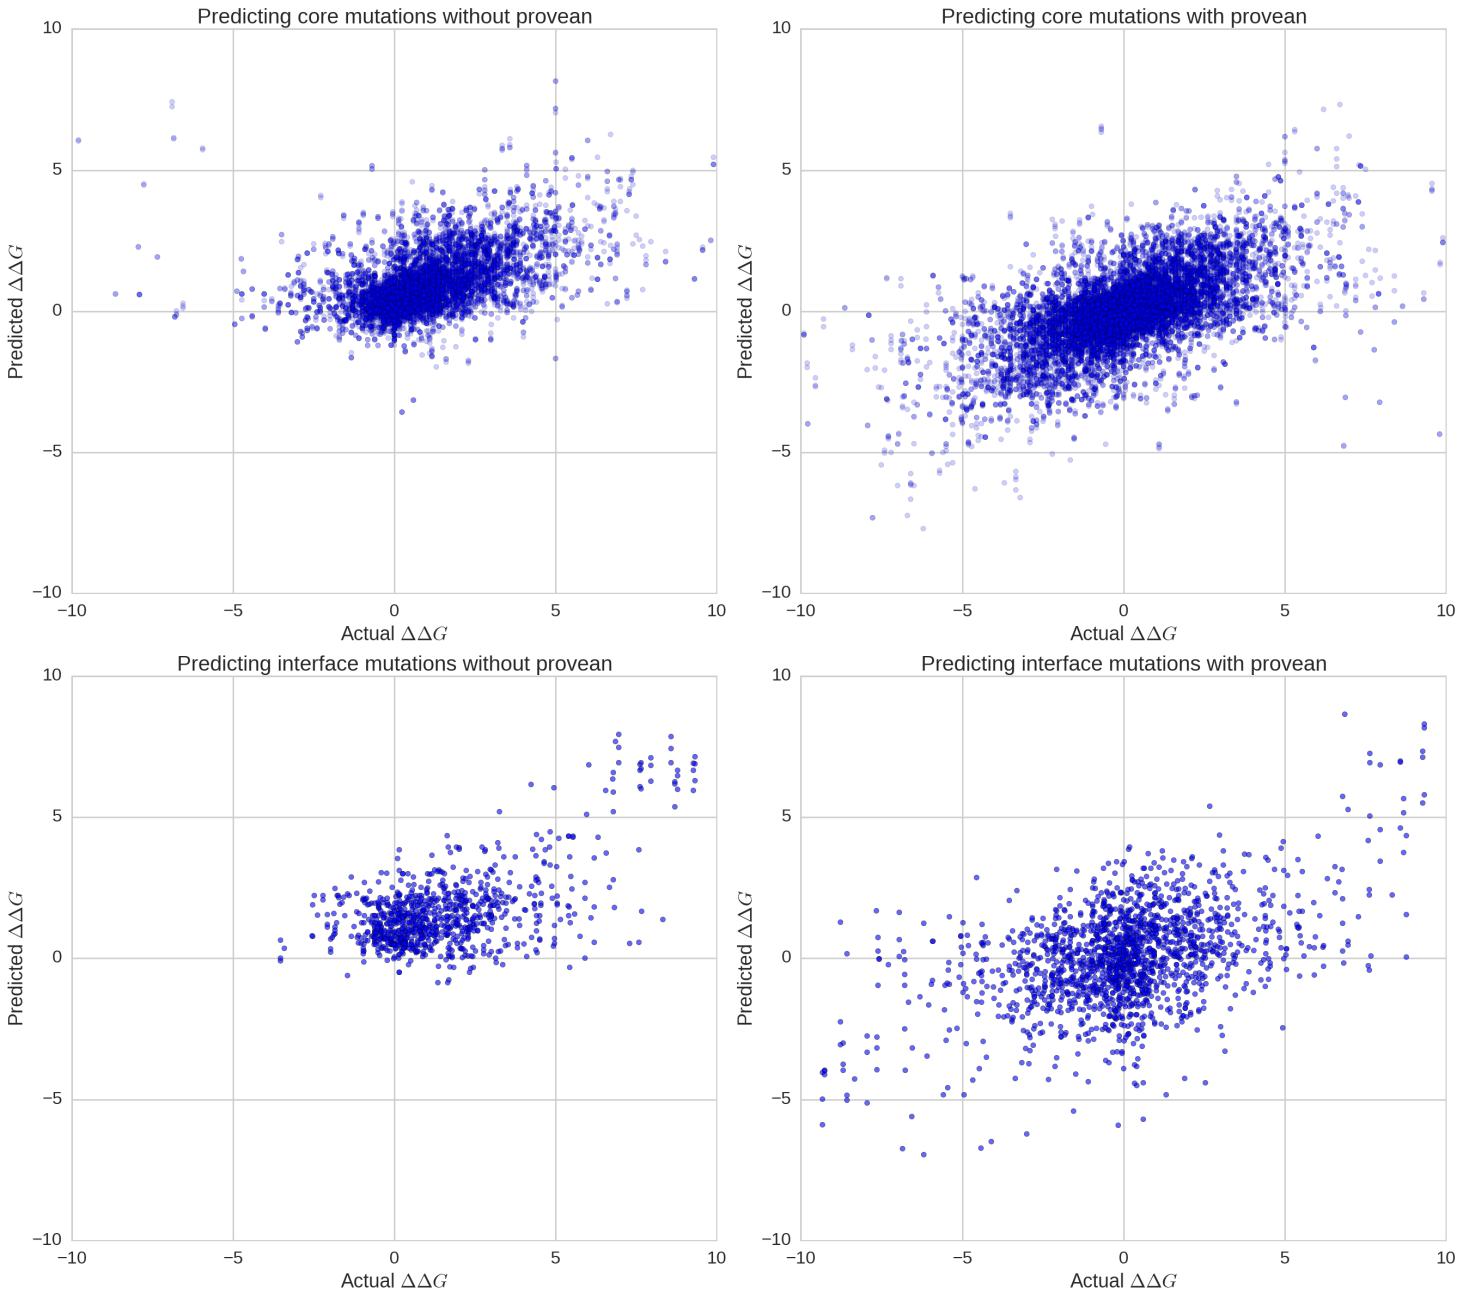 Predicting core mutations without provean
10
5
0
−5
−10
−10 −5 0 5 10
Predicted ΔΔG
Actual ΔΔG
Predicting core mutations with provean
10
5
0
−5
−10
−10 −5 0 5 10
Predicted ΔΔG
Actual ΔΔG
Predicting interface mutations without provean
10
5
0
−5
−10
−10 −5 0 5 10
Predicted ΔΔG
Actual ΔΔG
Predicting interface mutations with provean
10
5
0
−5
−10
−10 −5 0 5 10
Predicted ΔΔG
Actual ΔΔG